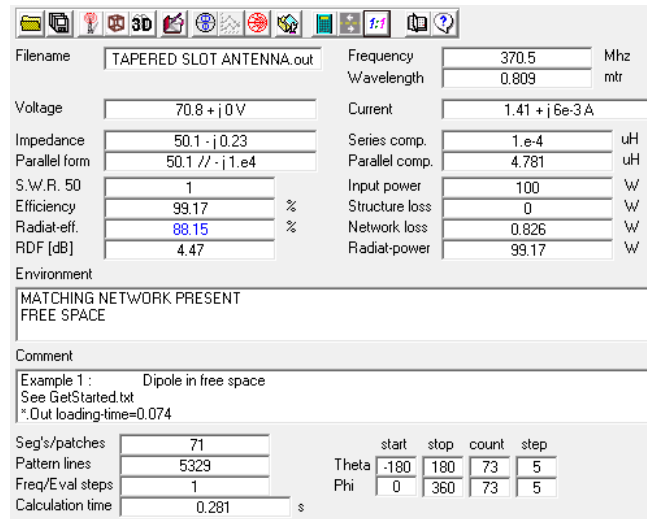 3D 1:1
Filename TAPERED SLOT ANTENNA.out Frequency 370.5 Mhz
Wavelength 0.809 mtr
Voltage 70.8 + j 0 V Current 1.41 + j 6e-3 A
Impedance 50.1 - j 0.23 Series comp. 1.e-4 uH
Parallel form 50.1 // - j 1.e4 Parallel comp. 4.781 uH
S.W.R. 50 1 Input power 100 W
Efficiency 99.17 % Structure loss 0 W
Radiat-eff. 88.15 % Network loss 0.826 W
RDF [dB] 4.47 Radiat-power 99.17 W
Environment
MATCHING NETWORK PRESENT
FREE SPACE
Comment
Example 1 : Dipole in free space
See GetStarted.txt
*.Out loading-time=0.074
Seg's/patches 71 start stop count step
Pattern lines 5329 Theta -180 180 73 5
Freq/Eval steps 1 Phi 0 360 73 5
Calculation time 0.281 s